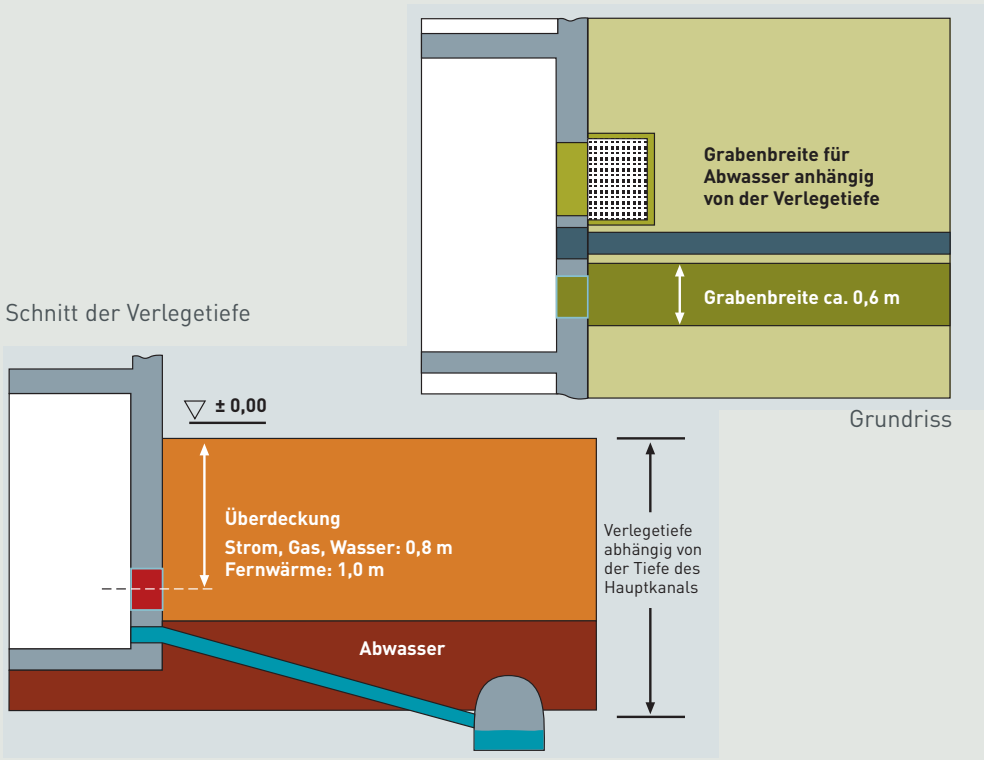 Grabenbreite für
Abwasser anhängig
von der Verlegetiefe
Grabenbreite ca. 0,6 m
Grundriss
Schnitt der Verlegetiefe
± 0,00
Überdeckung
Strom, Gas, Wasser: 0,8 m
Fernwärme: 1,0 m
Verlegetiefe
abhängig von
der Tiefe des
Hauptkanals
Abwasser